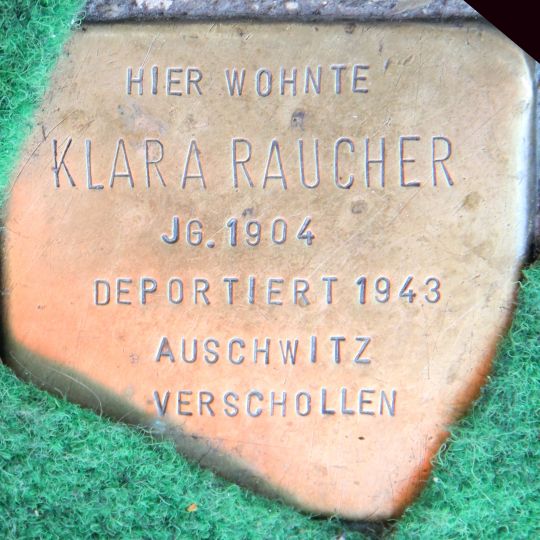 HIER WOHNTE
KLARA RAUCHER
JG. 1904
DEPORTIERT 1943
AUSCHWITZ
VERSCHOLLEN